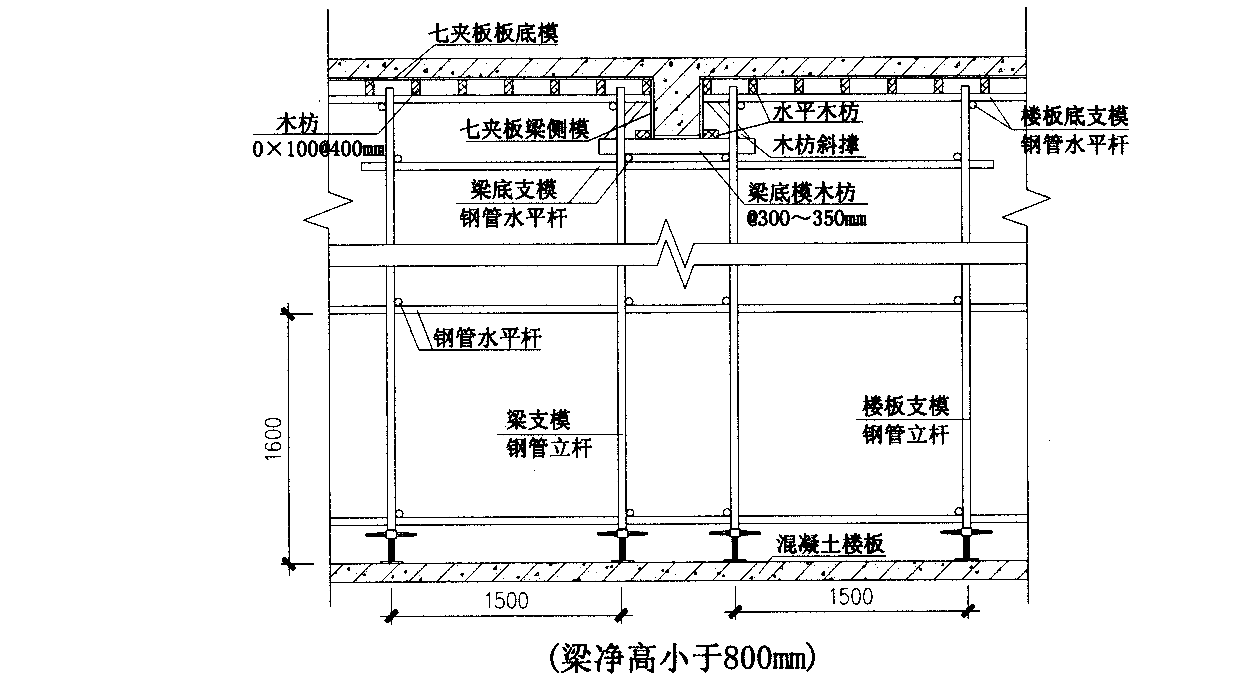 七夹板板底模
木枋
0×100@400mm
七夹板梁侧模
水平木枋
木枋斜撑
楼板底支模
钢管水平杆
梁底支模
钢管水平杆
梁底模木枋
@300～350mm
钢管水平杆
1600
梁支模
钢管立杆
楼板支模
钢管立杆
混凝土楼板
1500
1500
(梁净高小于800mm)